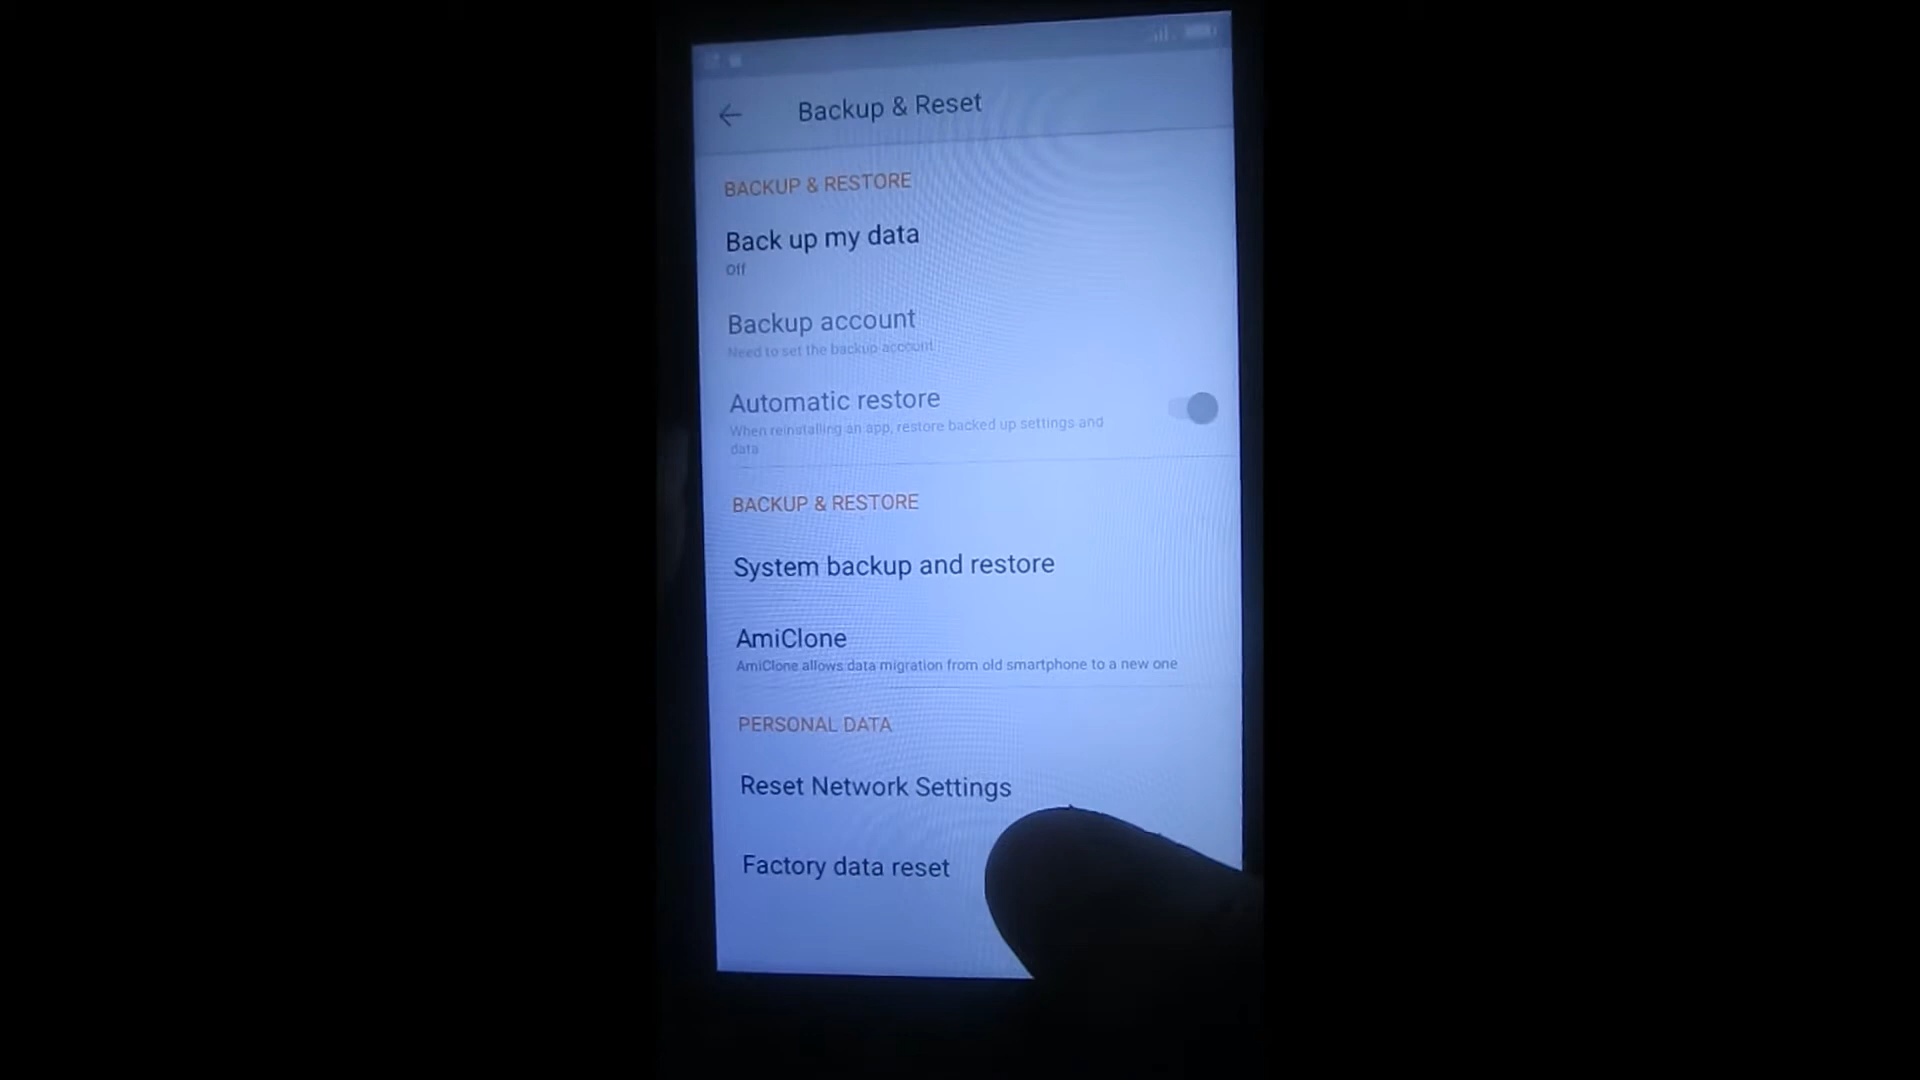 Backup & Reset
BACKUP & RESTORE
Back up my data
Off
Backup account
Need to set the backup account
Automatic restore
When reinstalling an app, restore backed up settings and
data
BACKUP & RESTORE
System backup and restore
AmiClone
AmiClone allows data migration from old smartphone to a new one
PERSONAL DATA
Reset Network Settings
Factory data reset